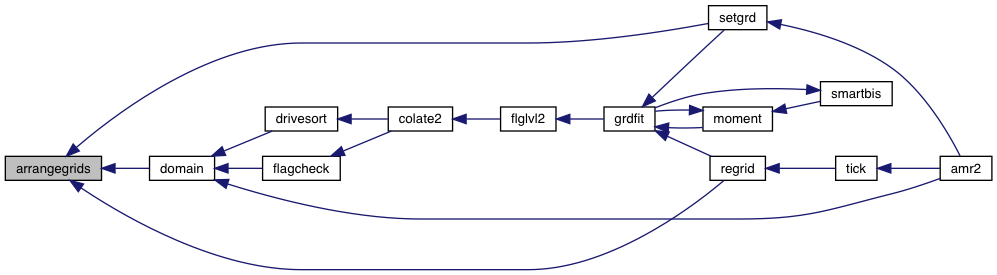 setgrd
smartbis
drivesort
colate2
flglvl2
grdfit
moment
arrangegrids
domain
flagcheck
regrid
tick
amr2